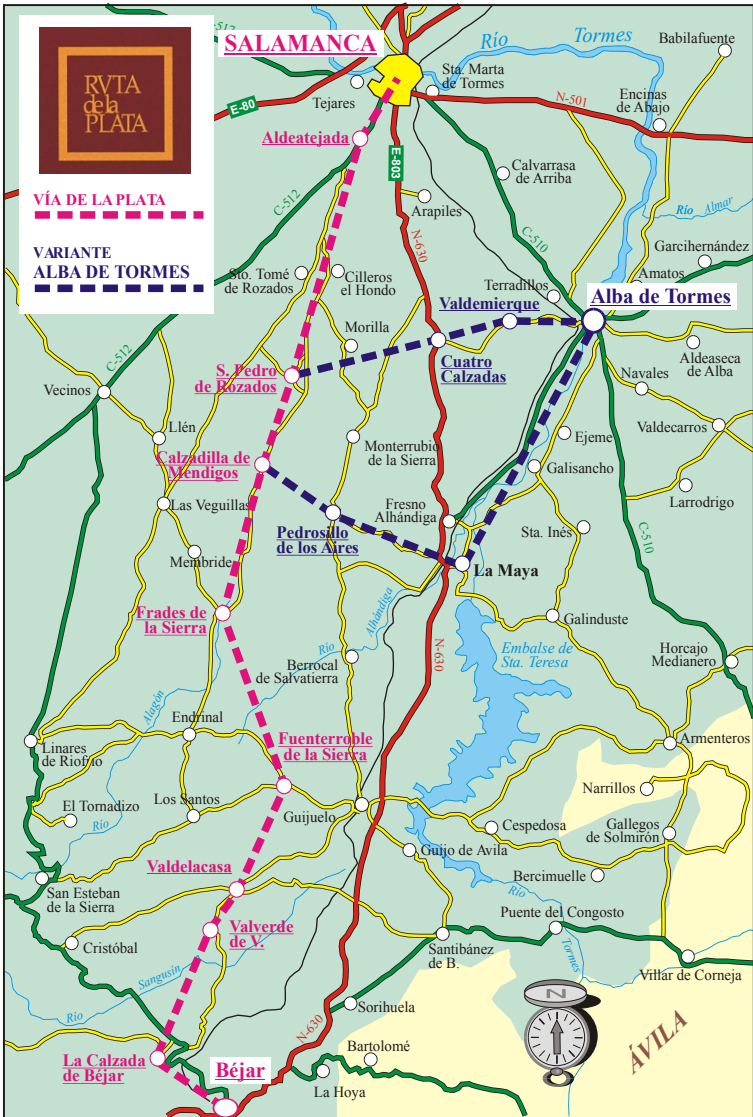 C-517
SALAMANCA
Río Tormes
Babilafuente
RVTA
de la
PLATA
Tejares
Sta. Marta
de Tormes
E-80
N-501
Encinas
de Abajo
Aldeatejada
E-803
VÍA DE LA PLATA
C-512
Calvarrasa
de Arriba
Arapiles
Río Almar
VARIANTE
ALBA DE TORMES
N-630
C-510
Garcihernández
Sto. Tomé
de Rozados
Cilleros
el Hondo
Terradillos
Amatos
Valdemierque
Alba de Tormes
Morilla
C-512
S. Pedro
de Rozados
Cuatro
Calzadas
Aldeaseca
de Alba
Vecinos
Navales
Llén
Valdecarros
Calzadilla de
Mendigos
Monterrubio
de la Sierra
Ejeme
Galisancho
Las Veguillas
Larrodrigo
Fresno
Alhándiga
Pedrosillo
de los Aires
Sta. Inés
C-510
Membride
La Maya
Frades de
la Sierra
Río Alhándiga
Galinduste
Embalse de
Sta. Teresa
N-630
Horcajo
Medianero
Berrocal
de Salvatierra
Alagón
Endrinal
Fuenterroble
de la Sierra
Linares
de Riofrío
Armenteros
Narrillos
El Tornadizo
Los Santos
Guijuelo
Río
Cespedosa
Gallegos
de Solmirón
Guijo de Avila
Valdelacasa
Bercimuelle
San Esteban
de la Sierra
Río
Tormes
Puente del Congosto
Valverde
de V.
Cristóbal
Santibánez
de B.
Villar de Corneja
Río Sangusín
N
Sorihuela
N-630
ÁVILA
La Calzada
de Béjar
Béjar
Bartolomé
La Hoya